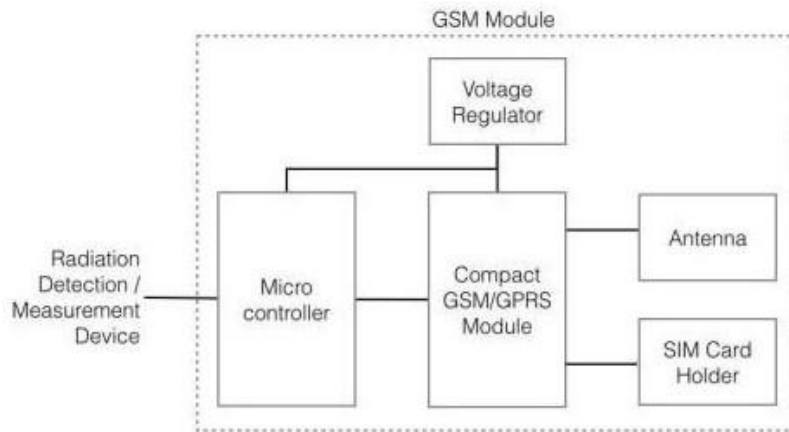 GSM Module
Voltage
Regulator
Radiation
Detection /
Measurement
Device
Micro
controller
Compact
GSM/GPRS
Module
Antenna
SIM Card
Holder